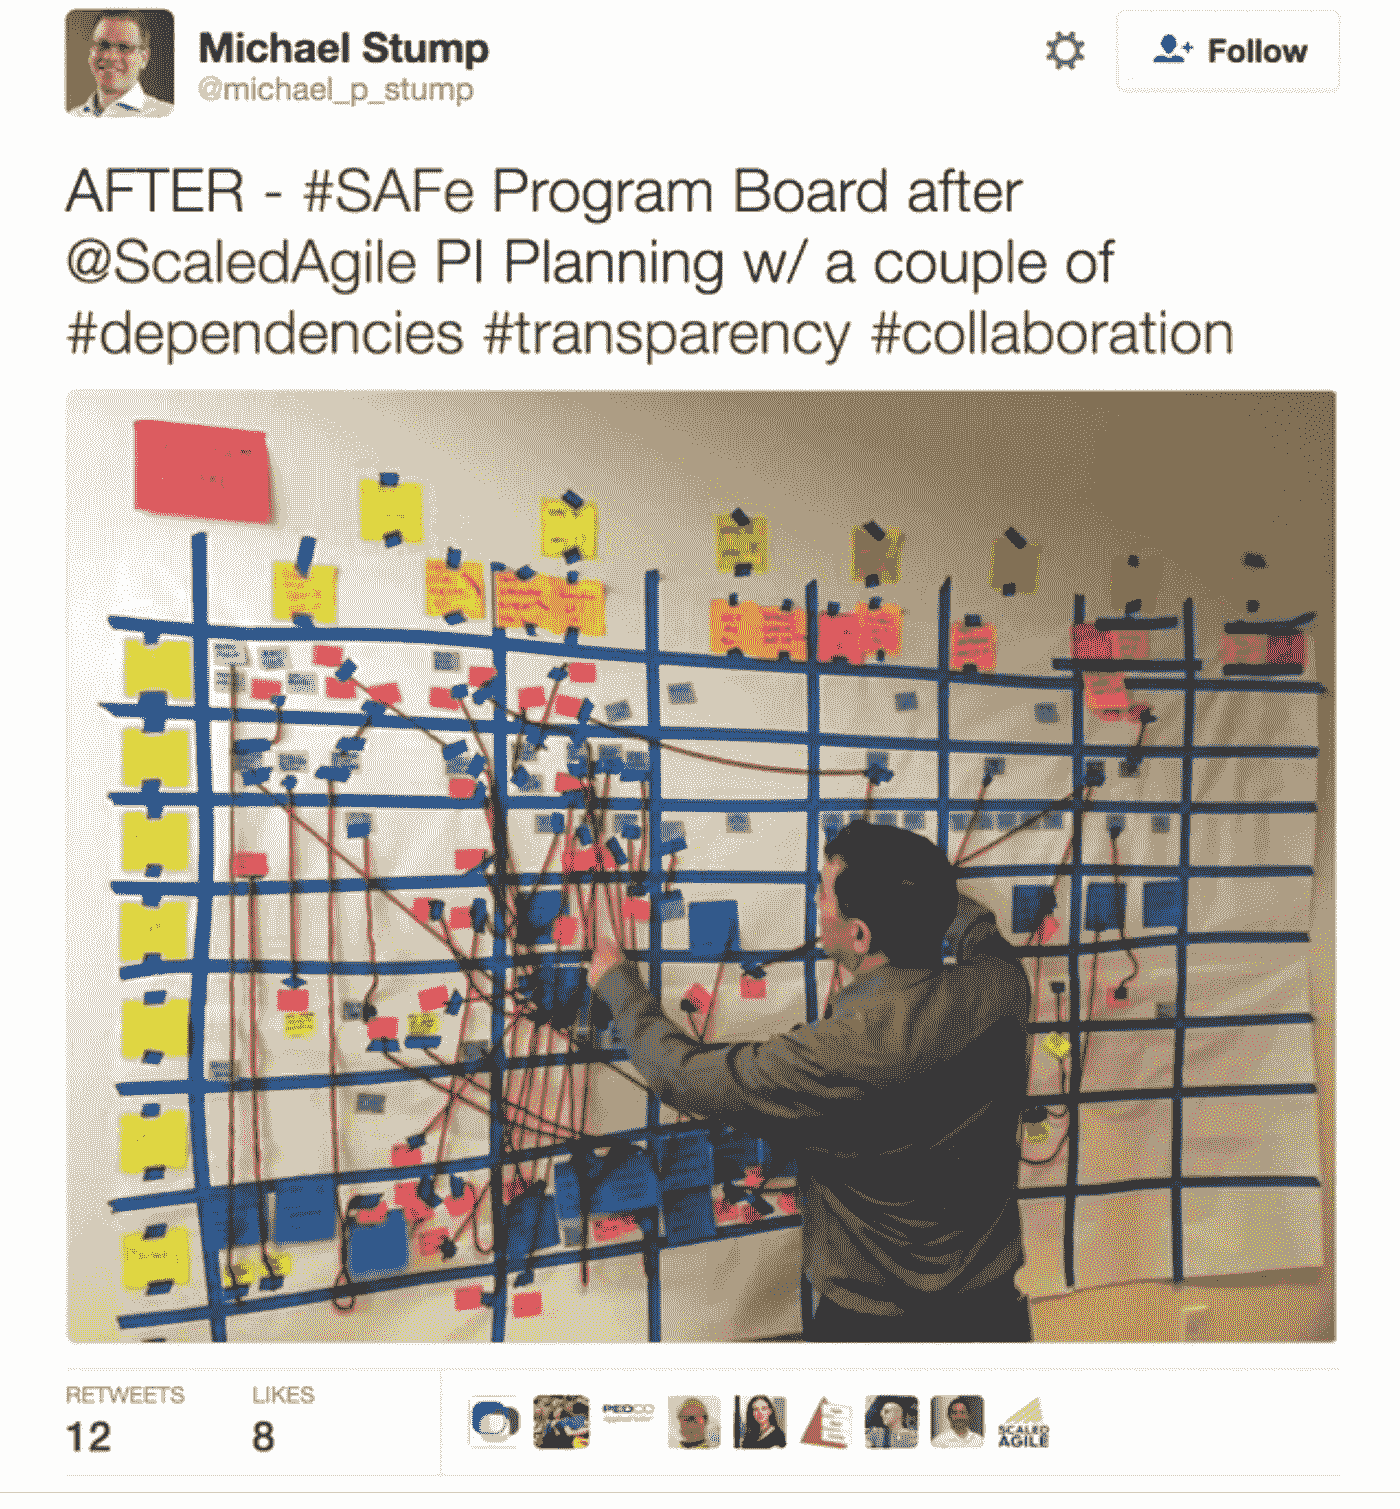 Michael Stump
@michael_p_stump
Follow
AFTER - #SAFe Program Board after
@ScaledAgile PI Planning w/ a couple of
#dependencies #transparency #collaboration
RETWEETS
12
LIKES
8
PEDCO
SCALED
AGILE